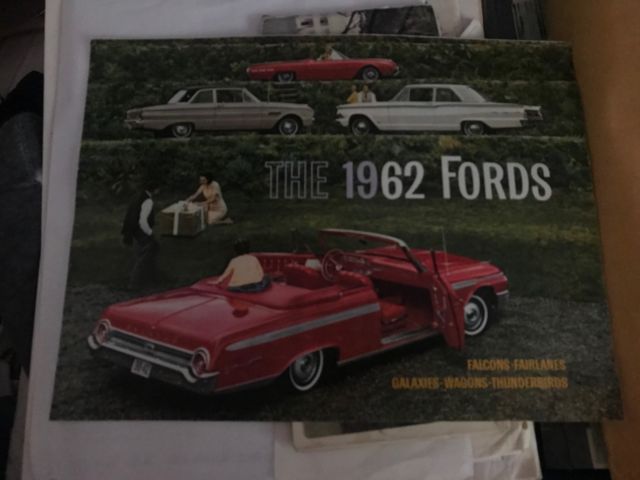 THE 1962 FORDS
FALCONS-FAIRLANES
GALAXIES-WAGONS-THUNDERBIRDS